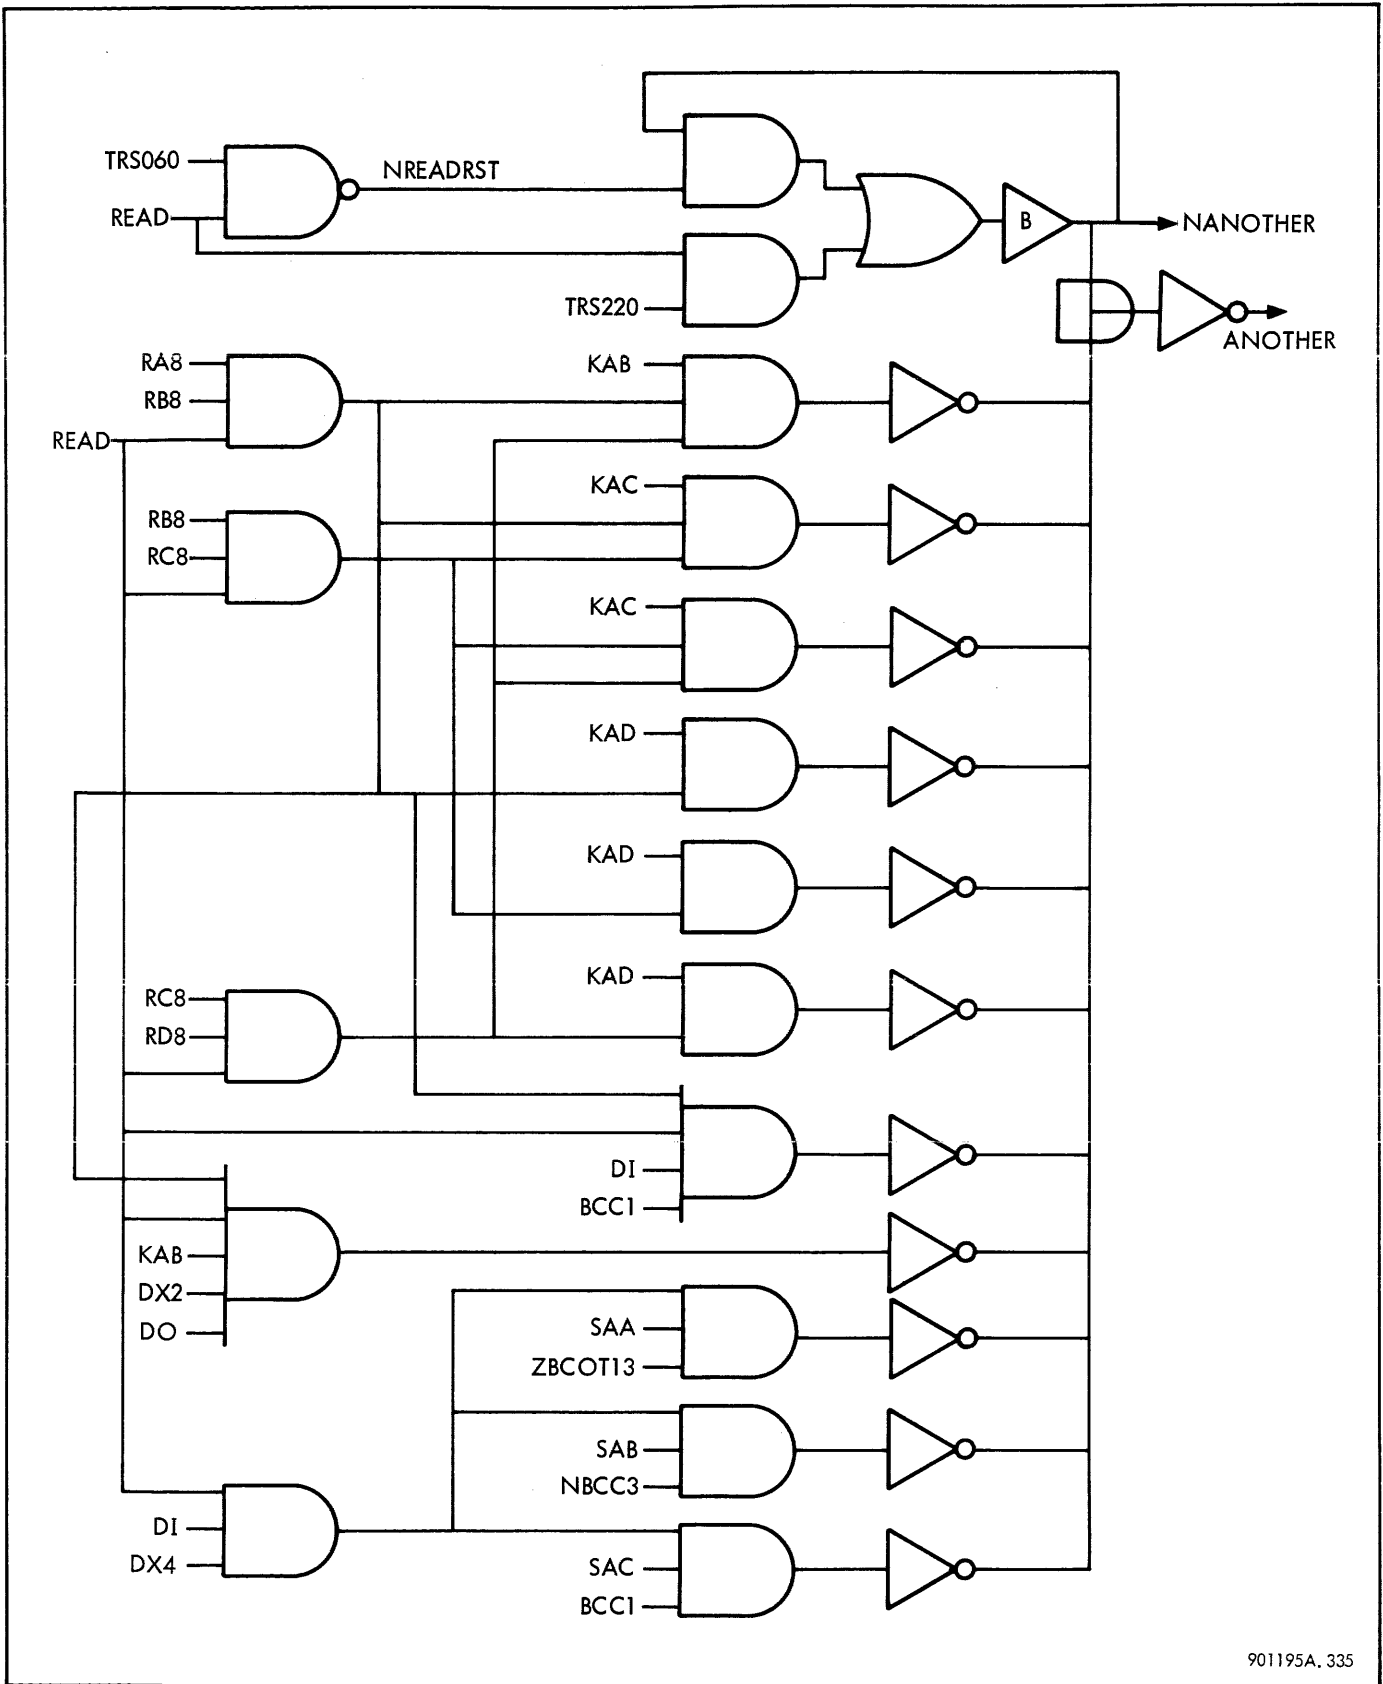 TRS060
NREADRST
READ
B
NANOTHER
TRS220
ANOTHER
RA8
KAB
RB8
READ
KAC
RB8
RC8
KAC
KAD
KAD
KAD
RC8
RD8
DI
BCC1
KAB
DX2
DO
SAA
ZBCOT13
SAB
NBCC3
DI
DX4
SAC
BCC1
901195A. 335